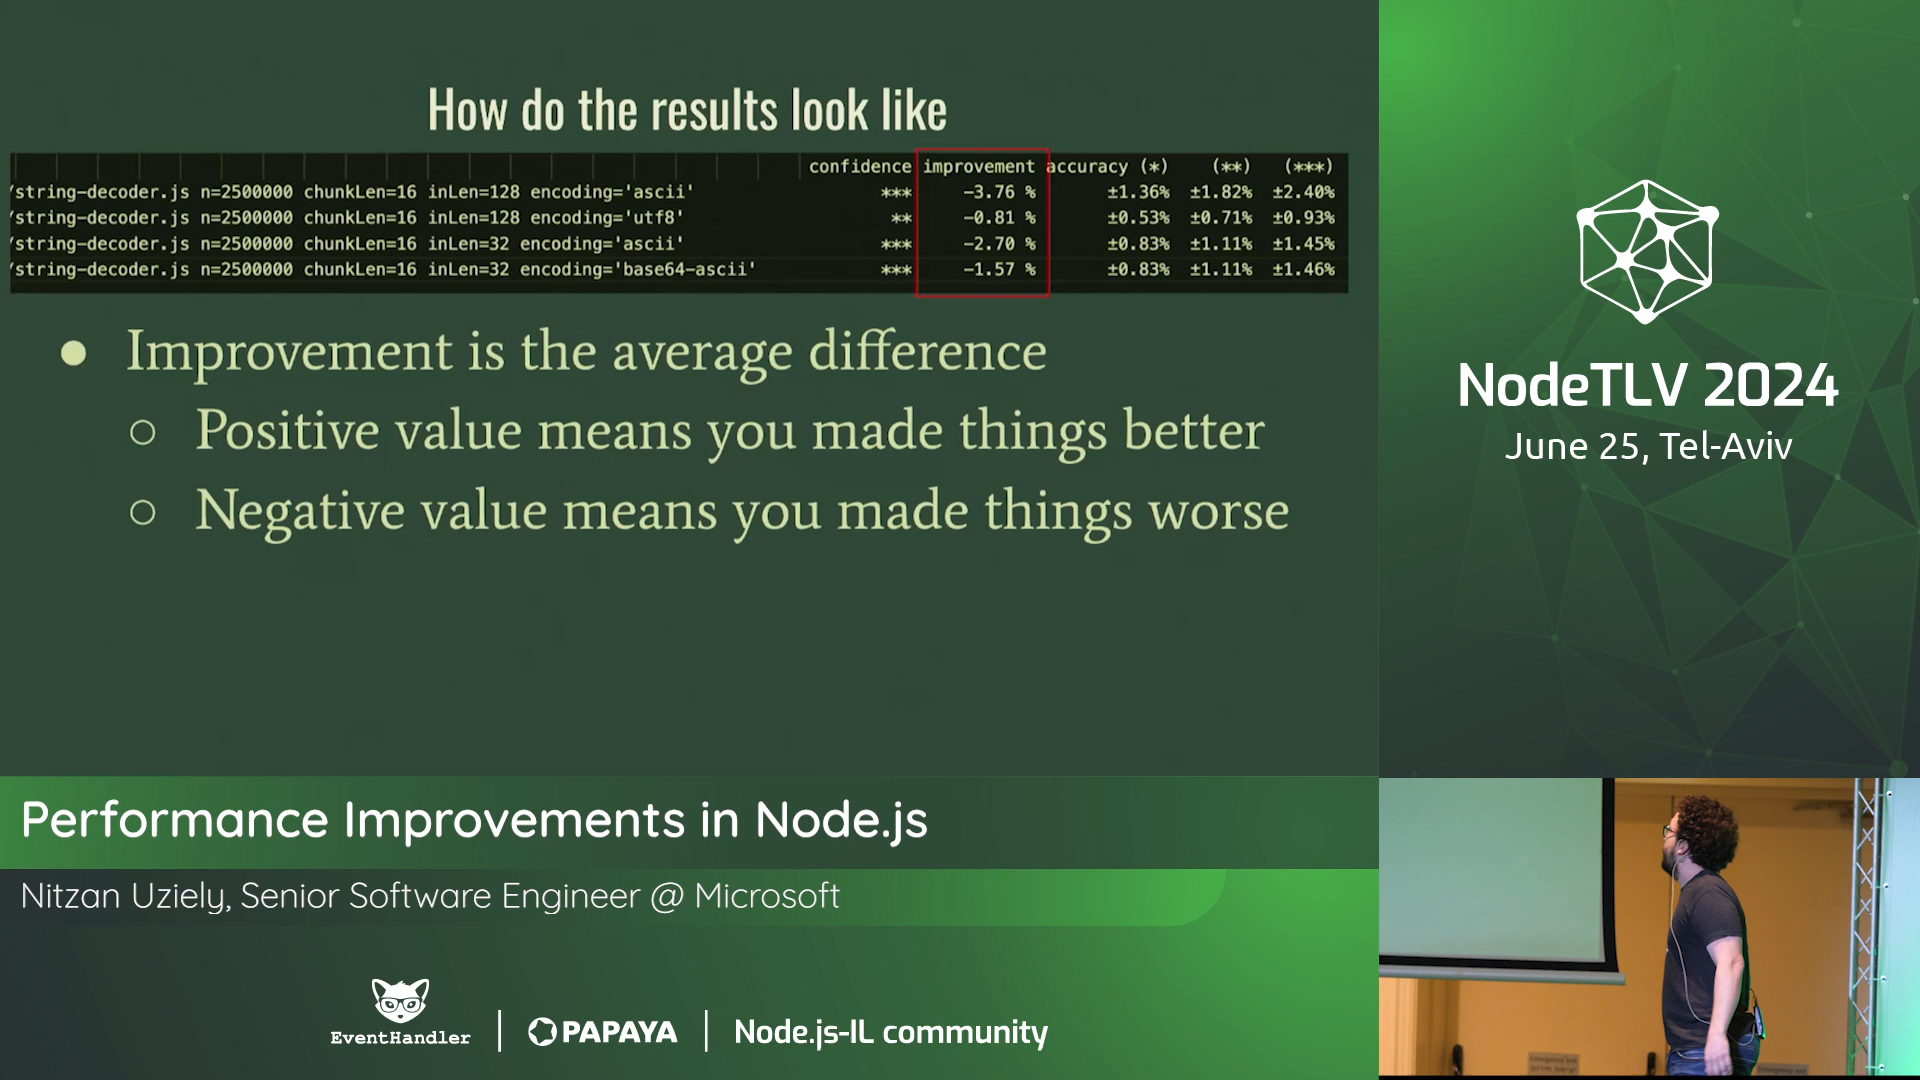 How do the results look like
confidence improvement accuracy (*) (**) (***)
/string-decoder.js n=2500000 chunkLen=16 inLen=128 encoding='ascii' *** -3.76 % ±1.36% ±1.82% ±2.40%
/string-decoder.js n=2500000 chunkLen=16 inLen=128 encoding='utf8' ** -0.81 % ±0.53% ±0.71% ±0.93%
/string-decoder.js n=2500000 chunkLen=16 inLen=32 encoding='ascii' *** -2.70 % ±0.83% ±1.11% ±1.45%
/string-decoder.js n=2500000 chunkLen=16 inLen=32 encoding='base64-ascii' *** -1.57 % ±0.83% ±1.11% ±1.46%
● Improvement is the average difference
○ Positive value means you made things better
○ Negative value means you made things worse
NodeTLV 2024
June 25, Tel-Aviv
Performance Improvements in Node.js
Nitzan Uziely, Senior Software Engineer @ Microsoft
EventHandler | PAPAYA | Node.js-IL community